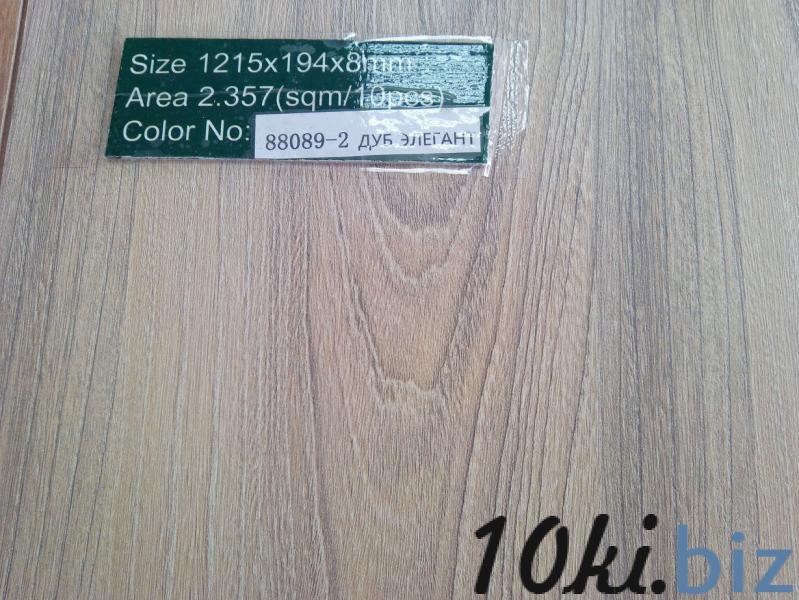 Size 1215x194x8mm
Area 2.357(sqm/10pcs)
Color No: 88089-2 ДУБ ЭЛЕГАНТ
10ki.biz